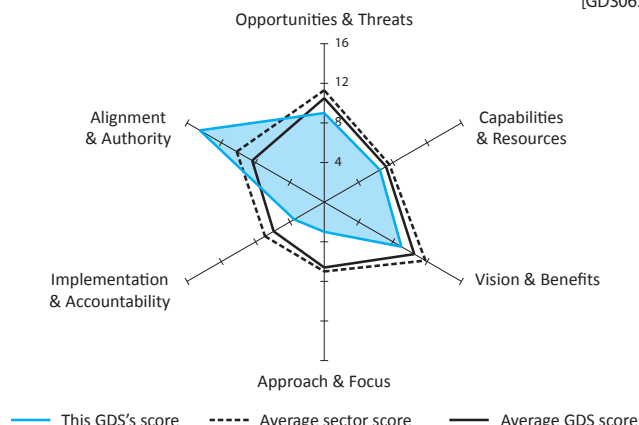 [GDS06
Opportunities & Threats
16
12
8
4
Alignment
& Authority
Capabilities
& Resources
Implementation
& Accountability
Vision & Benefits
Approach & Focus
This GDS's score
Average sector score
Average GDS score